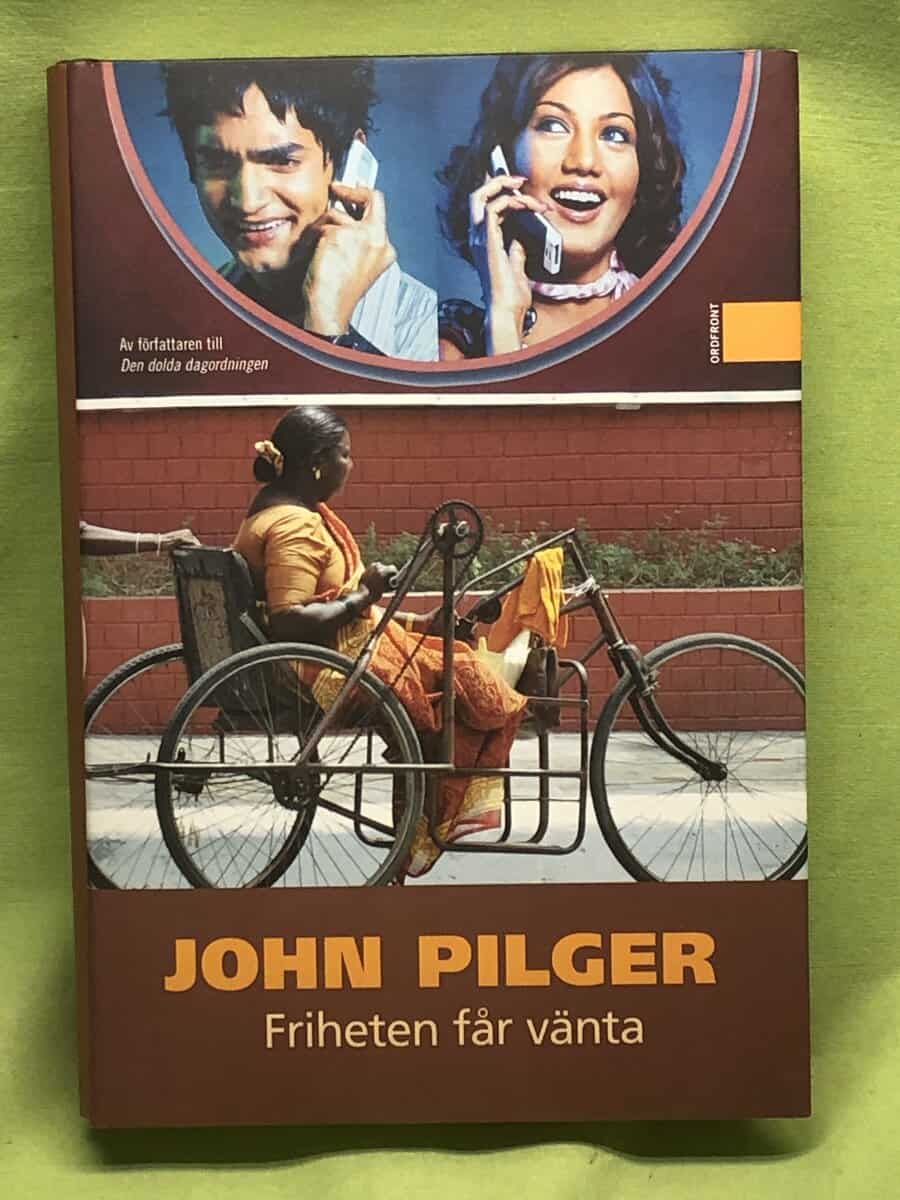 Av författaren till
Den dolda dagordningen
ORDFRONT
JOHN PILGER
Friheten får vänta